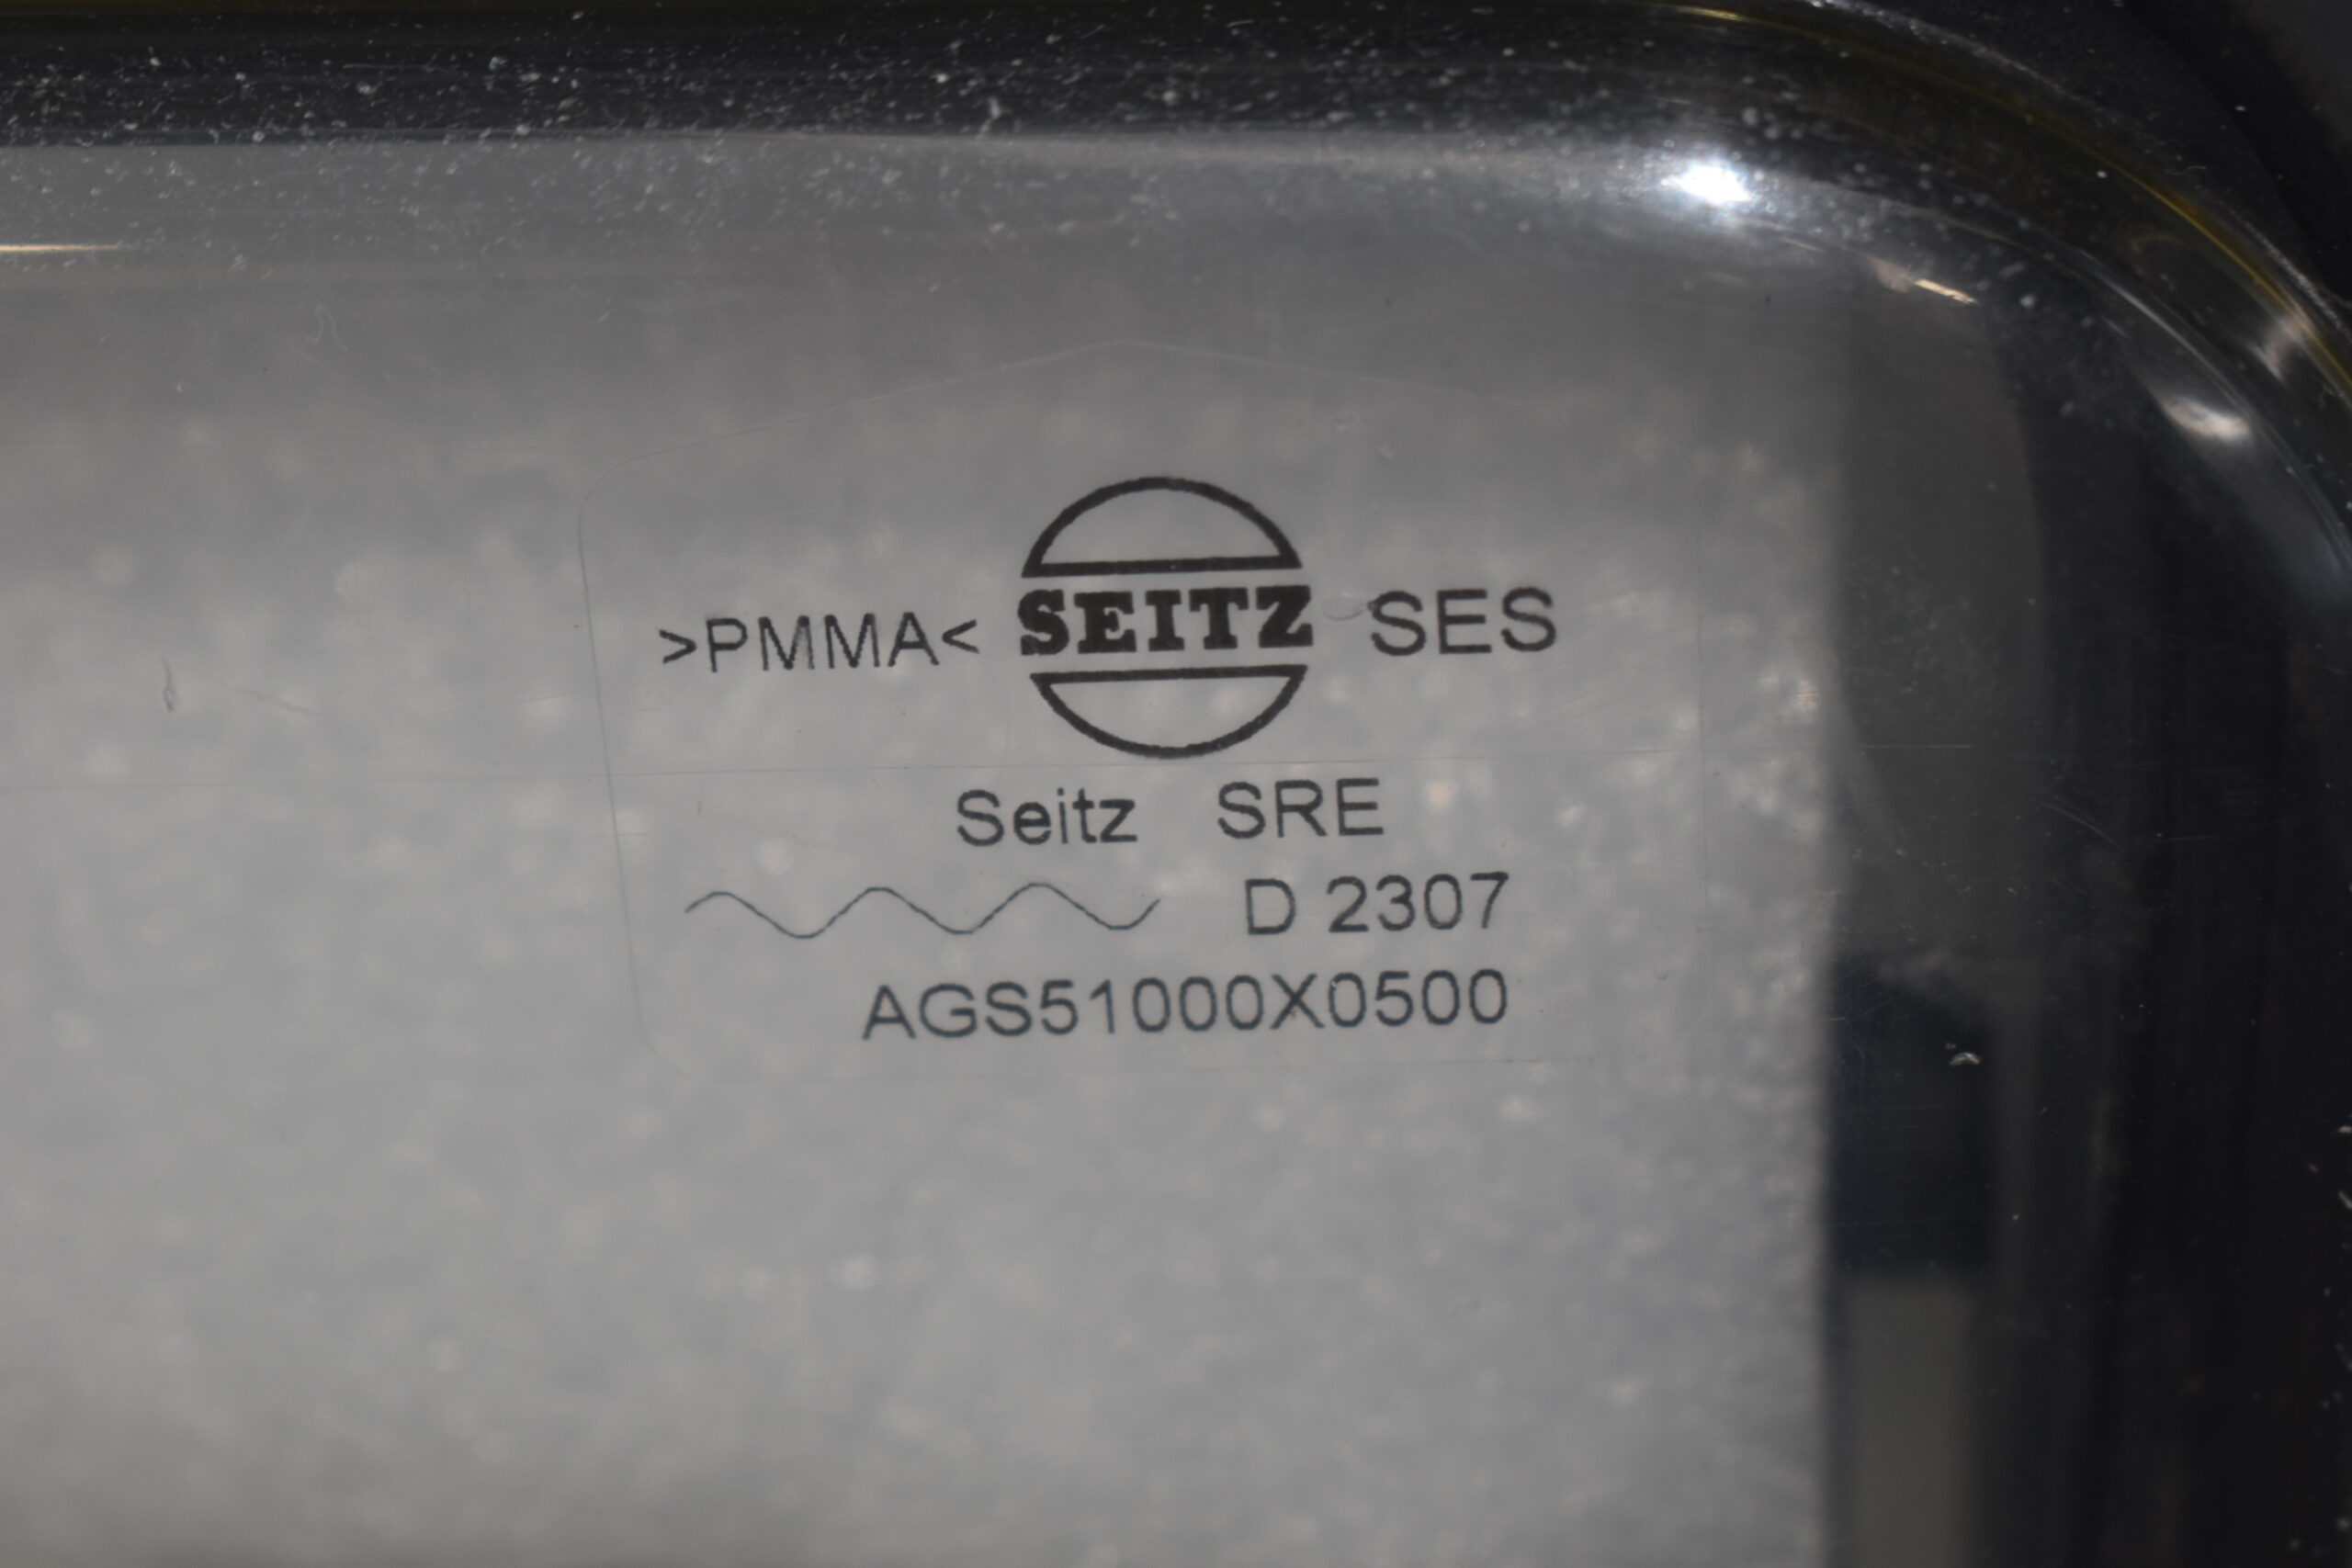 >PMMA< SEITZ SES
Seitz SRE
D 2307
AGS51000X0500